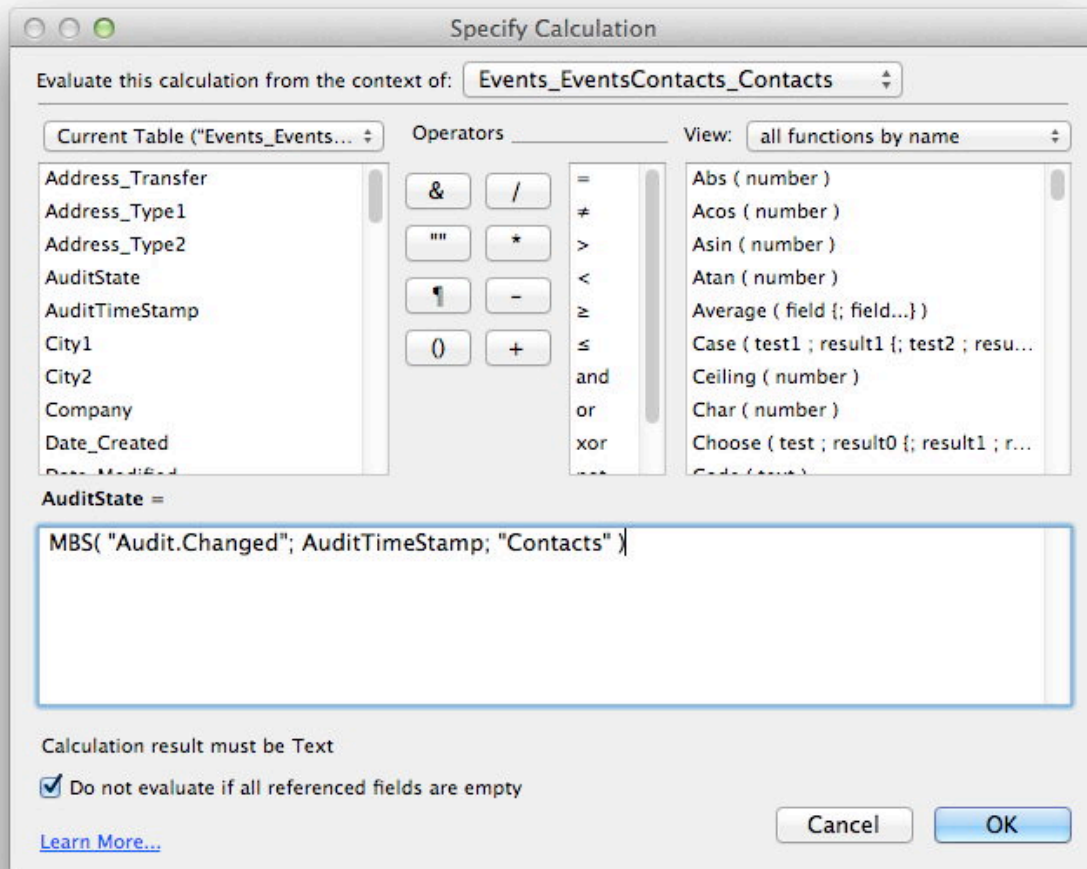 Specify Calculation
Evaluate this calculation from the context of: Events_EventsContacts_Contacts
Current Table ("Events_Events... Operators View: all functions by name
Address_Transfer
Address_Type1
Address_Type2
AuditState
AuditTimeStamp
City1
City2
Company
Date_Created
Date_Modified
& /
"" *
¶ -
() +
=
≠
>
<
≥
≤
and
or
xor
not
Abs ( number )
Acos ( number )
Asin ( number )
Atan ( number )
Average ( field {; field...} )
Case ( test1 ; result1 {; test2 ; resu...
Ceiling ( number )
Char ( number )
Choose ( test ; result0 {; result1 ; r...
Code ( text )
AuditState =
MBS( "Audit.Changed"; AuditTimeStamp; "Contacts" )
Calculation result must be Text
Do not evaluate if all referenced fields are empty
Learn More...
Cancel OK